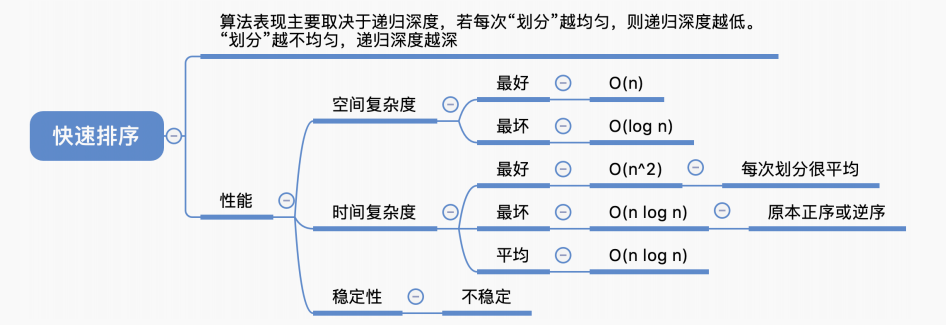 算法表现主要取决于递归深度，若每次“划分”越均匀，则递归深度越低。
“划分”越不均匀，递归深度越深
快速排序
性能
空间复杂度
最好
O(n)
最坏
O(log n)
时间复杂度
最好
O(n^2)
每次划分很平均
最坏
O(n log n)
原本正序或逆序
平均
O(n log n)
稳定性
不稳定